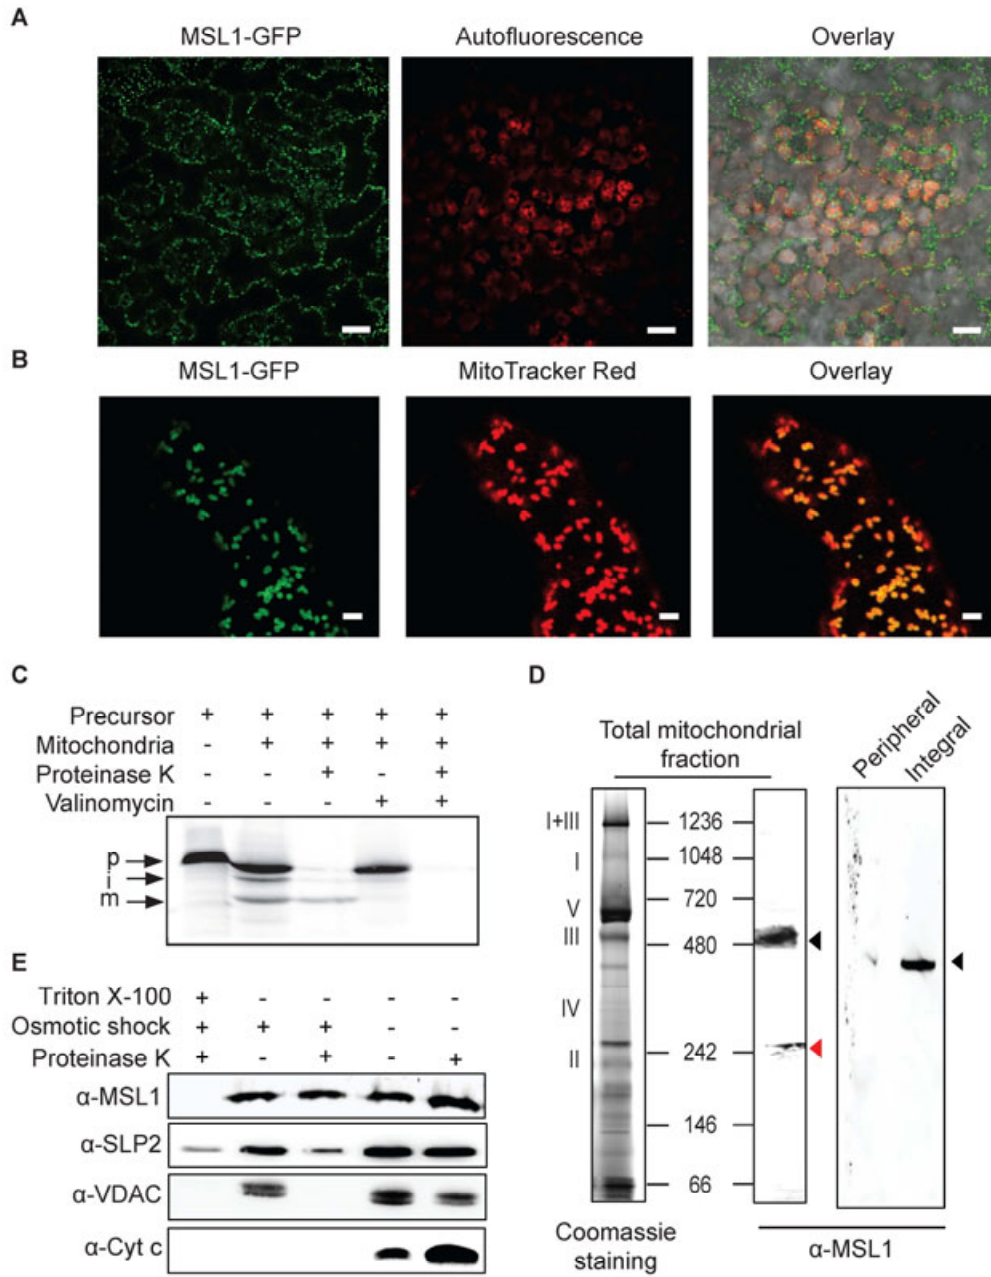 A
MSL1-GFP Autofluorescence Overlay
B
MSL1-GFP MitoTracker Red Overlay
C
Precursor + + + + +
Mitochondria - + + + +
Proteinase K - - + +
Valinomycin - - - + +
p
i
m
D
Total mitochondrial
fraction
Peripheral
Integral
I+III 1236
I 1048
V 720
III 480
IV
II 242
146
66
Coomassie
staining
α-MSL1
E
Triton X-100 + - - - -
Osmotic shock + + + - -
Proteinase K + - + - +
α-MSL1
α-SLP2
α-VDAC
α-Cyt c